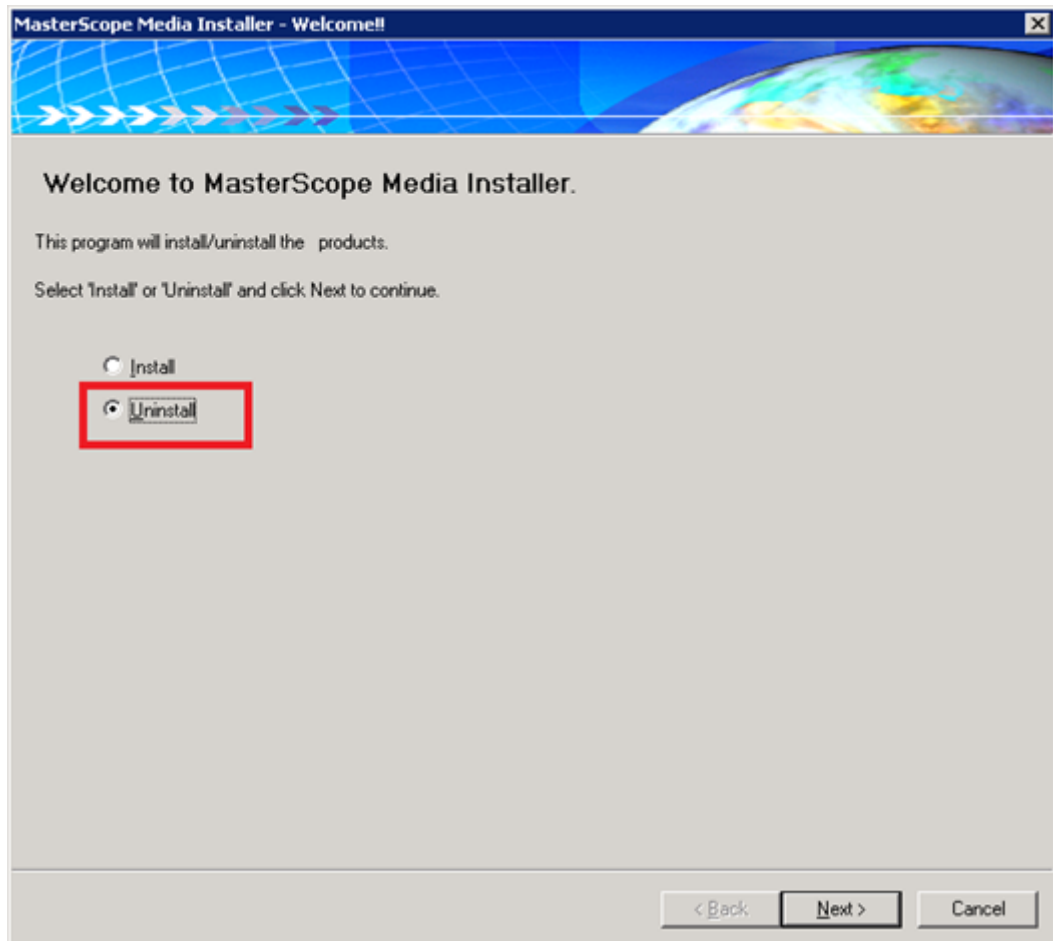 MasterScope Media Installer - Welcome!!
Welcome to MasterScope Media Installer.
This program will install/uninstall the products.
Select 'Install' or 'Uninstall' and click Next to continue.
Install
Uninstall
< Back
Next >
Cancel